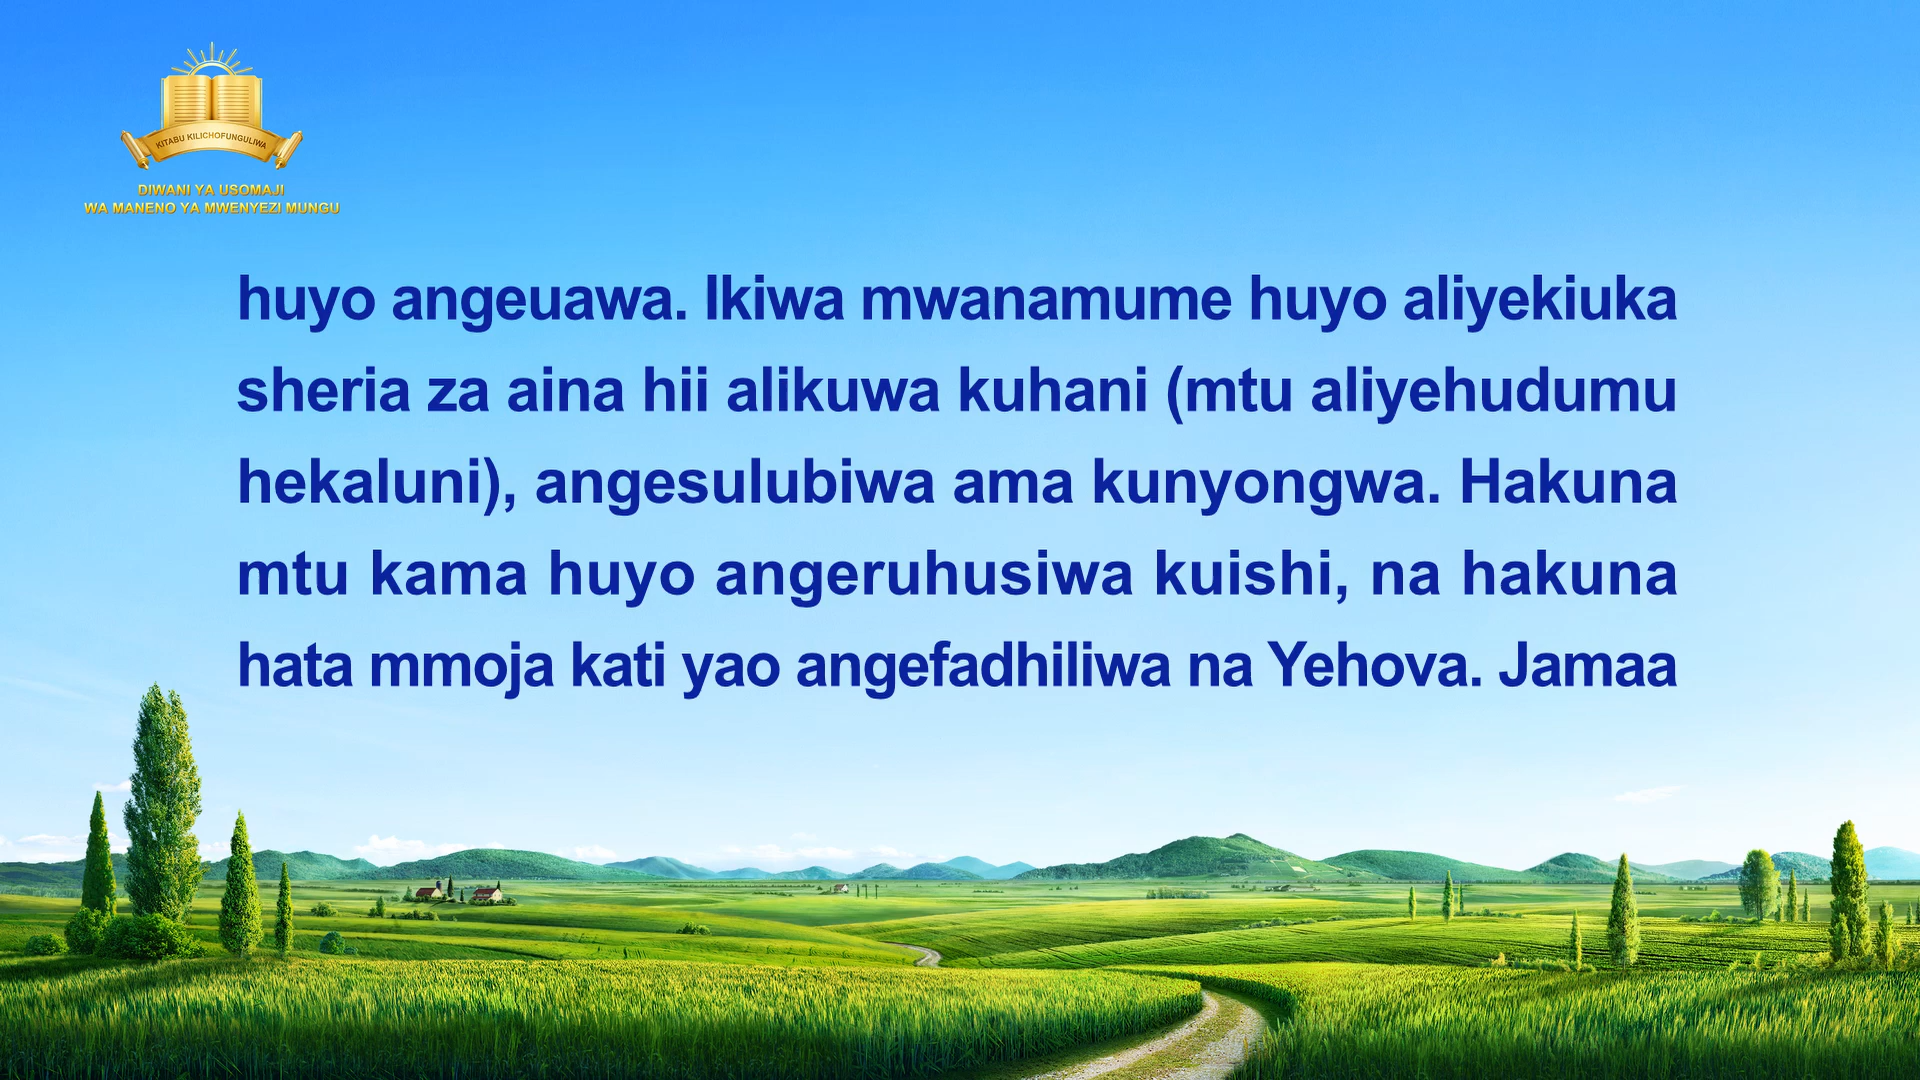 KITABU KILICHOFUNGULIWA
DIWANI YA USOMAJI
WA MANENO YA MWENYEZI MUNGU
huyo angeuawa. Ikiwa mwanamume huyo aliyekiuka
sheria za aina hii alikuwa kuhani (mtu aliyehudumu
hekaluni), angesulubiwa ama kunyongwa. Hakuna
mtu kama huyo angeruhusiwa kuishi, na hakuna
hata mmoja kati yao angefadhiliwa na Yehova. Jamaa